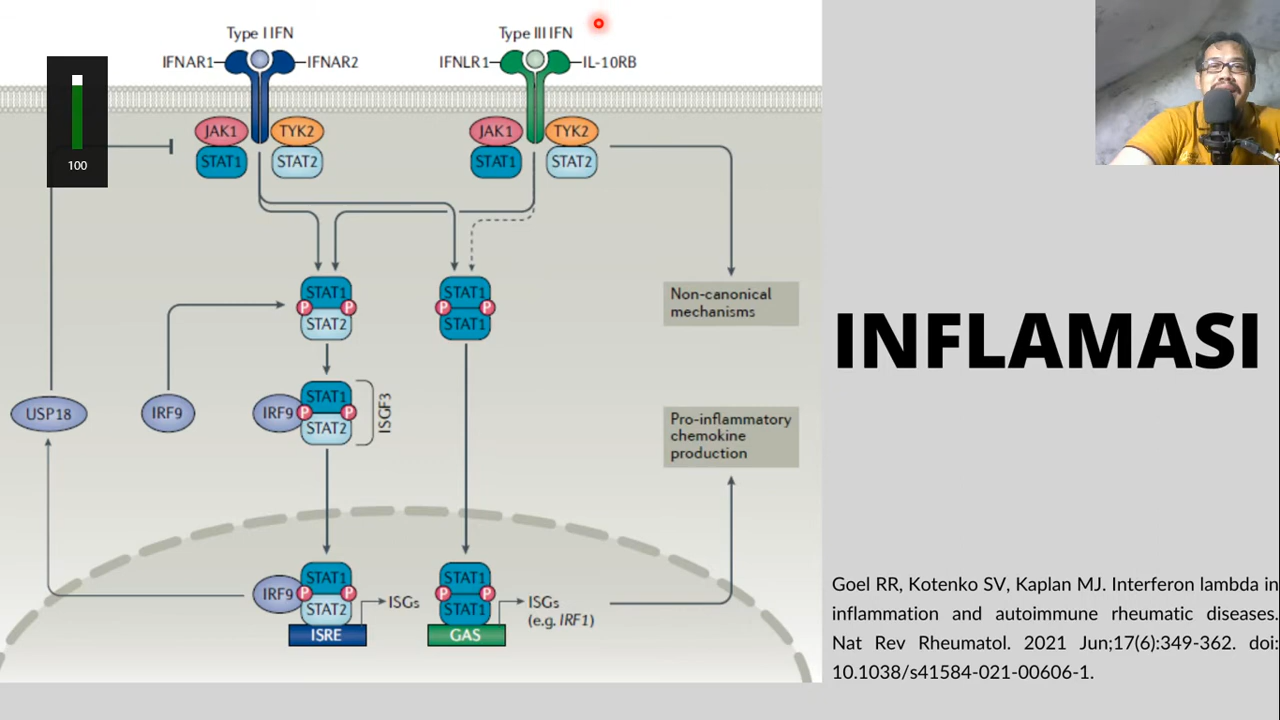 Type I IFN
Type III IFN
IFNAR1
IFNAR2
IFNLR1
IL-10RB
100
JAK1
TYK2
STAT1
STAT2
JAK1
TYK2
STAT1
STAT2
STAT1
P
P
STAT2
STAT1
P
P
STAT1
Non-canonical
mechanisms
USP18
IRF9
IRF9
STAT1
P
P
STAT2
ISGF3
Pro-inflammatory
chemokine
production
IRF9
STAT1
P
P
STAT2
ISRE
ISGs
STAT1
P
P
STAT1
GAS
ISGs
(e.g. IRF1)
INFLAMASI
Goel RR, Kotenko SV, Kaplan MJ. Interferon lambda in
inflammation and autoimmune rheumatic diseases.
Nat Rev Rheumatol. 2021 Jun;17(6):349-362. doi:
10.1038/s41584-021-00606-1.